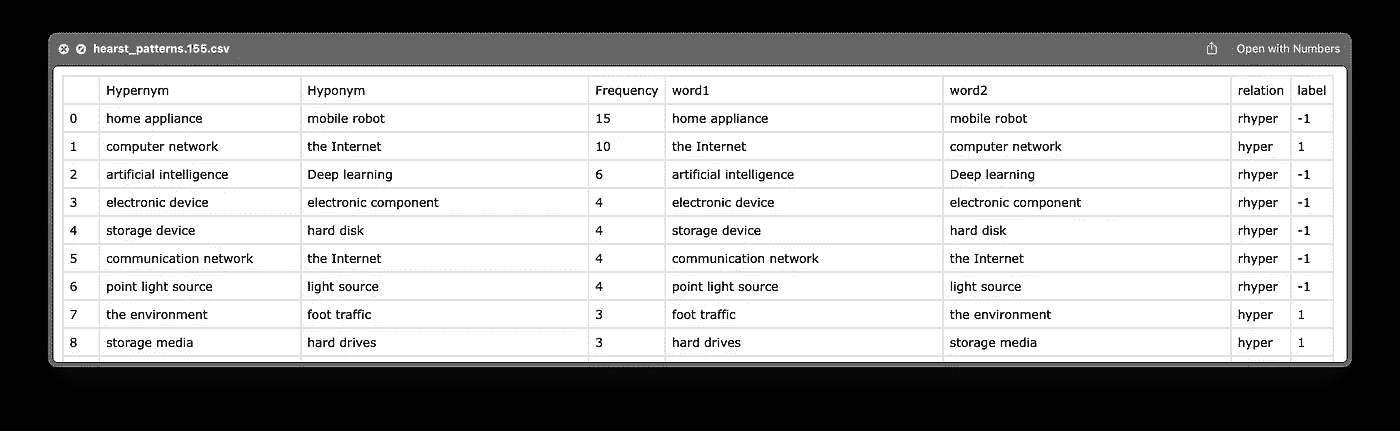 hearst_patterns.155.csv Open with Numbers
Hypernym Hyponym Frequency word1 word2 relation label
0 home appliance mobile robot 15 home appliance mobile robot rhyper -1
1 computer network the Internet 10 the Internet computer network hyper 1
2 artificial intelligence Deep learning 6 artificial intelligence Deep learning rhyper -1
3 electronic device electronic component 4 electronic device electronic component rhyper -1
4 storage device hard disk 4 storage device hard disk rhyper -1
5 communication network the Internet 4 communication network the Internet rhyper -1
6 point light source light source 4 point light source light source rhyper -1
7 the environment foot traffic 3 foot traffic the environment hyper 1
8 storage media hard drives 3 hard drives storage media hyper 1